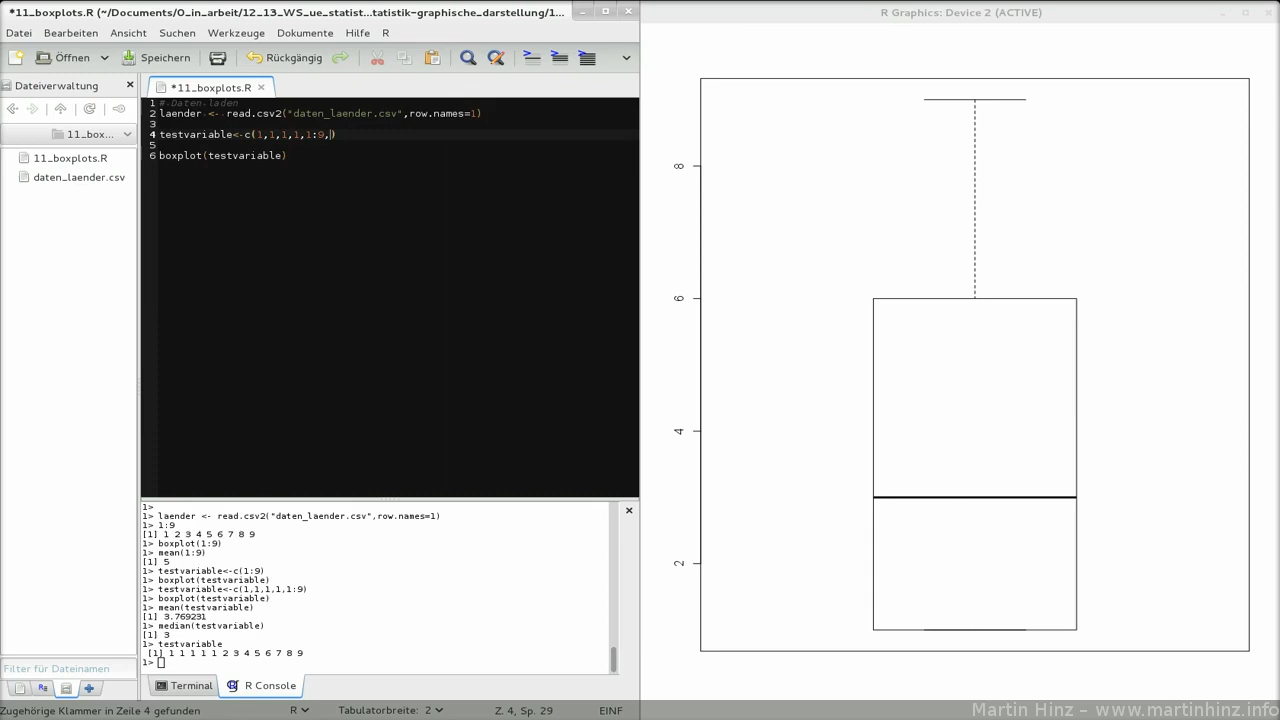 *11_boxplots.R (~/Documents/O_in_arbeit/12_13_WS_ue_statist...tatistik-graphische_darstellung/1...
R Graphics: Device 2 (ACTIVE)
Datei Bearbeiten Ansicht Suchen Werkzeuge Dokumente Hilfe R
Öffnen Speichern Rückgängig
Dateiverwaltung
*11_boxplots.R
11_box...
11_boxplots.R
daten_laender.csv
1 # Daten laden
2 laender <- read.csv2("daten_laender.csv",row.names=1)
3
4 testvariable<-c(1,1,1,1,1:9,)
5
6 boxplot(testvariable)
1>
1> laender <- read.csv2("daten_laender.csv",row.names=1)
1> 1:9
[1] 1 2 3 4 5 6 7 8 9
1> boxplot(1:9)
1> mean(1:9)
[1] 5
1> testvariable<-c(1:9)
1> boxplot(testvariable)
1> testvariable<-c(1,1,1,1,1:9)
1> boxplot(testvariable)
1> mean(testvariable)
[1] 3.769231
1> median(testvariable)
[1] 3
1> testvariable
[1] 1 1 1 1 1 2 3 4 5 6 7 8 9
1>
Filter für Dateinamen
Terminal R Console
Zugehörige Klammer in Zeile 4 gefunden R Tabulatorbreite: 2 Z. 4, Sp. 29 EINF
8
6
4
2
Martin Hinz - www.martinhinz.info